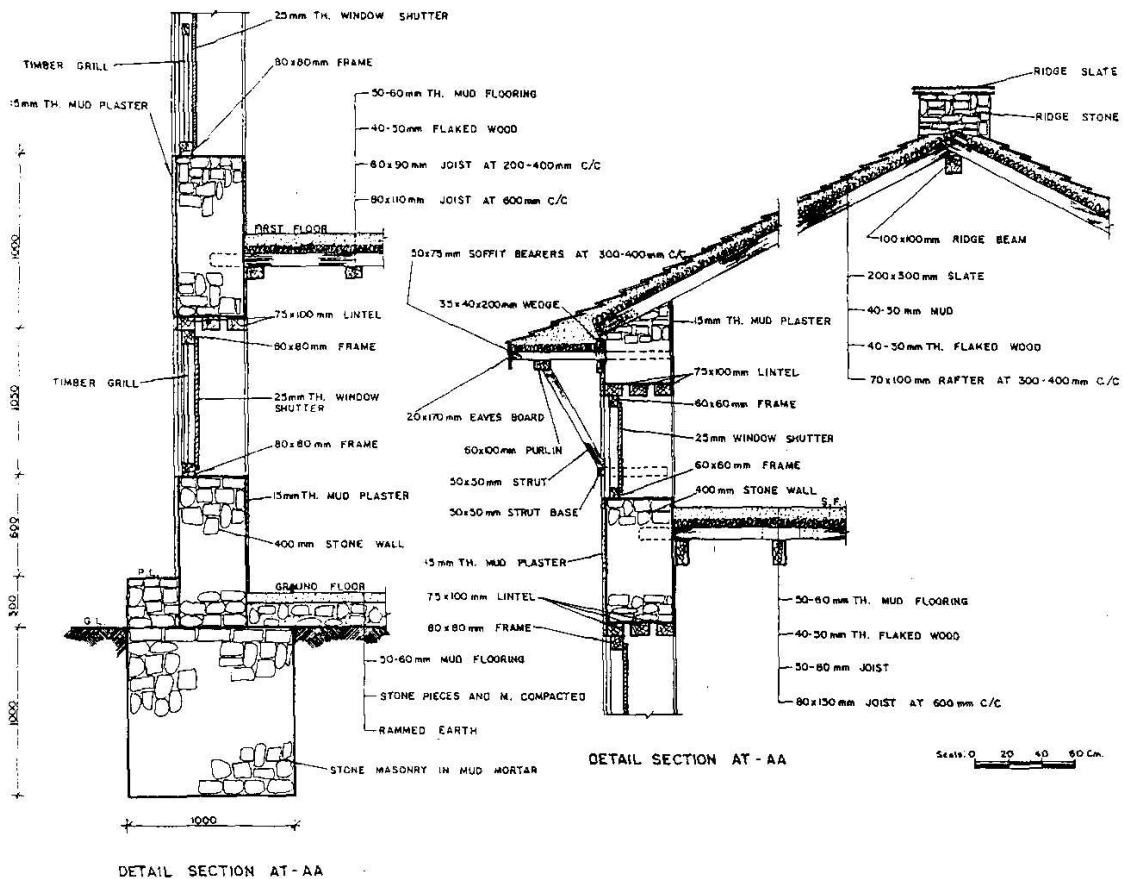 25mm TH. WINDOW SHUTTER
TIMBER GRILL
80x80mm FRAME
15mm TH. MUD PLASTER
50-60mm TH. MUD FLOORING
40-50mm FLAKED WOOD
60x90mm JOIST AT 200-400mm C/C
80x110mm JOIST AT 600mm C/C
FIRST FLOOR
75x100mm LINTEL
80x80mm FRAME
TIMBER GRILL
25mm TH. WINDOW
SHUTTER
80x80mm FRAME
15mm TH. MUD PLASTER
400mm STONE WALL
P.L.
GROUND FLOOR
G.L.
50-60mm MUD FLOORING
STONE PIECES AND M. COMPACTED
RAMMED EARTH
STONE MASONRY IN MUD MORTAR
1000
1050
600
300
1000
1000
DETAIL SECTION AT-AA
RIDGE SLATE
RIDGE STONE
100x100mm RIDGE BEAM
200x300mm SLATE
40-50mm MUD
40-50mm TH. FLAKED WOOD
70x100mm RAFTER AT 300-400mm C/C
50x75mm SOFFIT BEARERS AT 300-400mm C/C
35x40x200mm WEDGE
15mm TH. MUD PLASTER
75x100mm LINTEL
60x60mm FRAME
20x170mm EAVES BOARD
25mm WINDOW SHUTTER
60x100mm PURLIN
60x60mm FRAME
50x50mm STRUT
400mm STONE WALL
50x50mm STRUT BASE
S.F.
15mm TH. MUD PLASTER
75x100mm LINTEL
80x80mm FRAME
50-60mm TH. MUD FLOORING
40-50mm TH. FLAKED WOOD
50-80mm JOIST
80x150mm JOIST AT 600mm C/C
DETAIL SECTION AT-AA
Scale: 0 20 40 60 Cm.